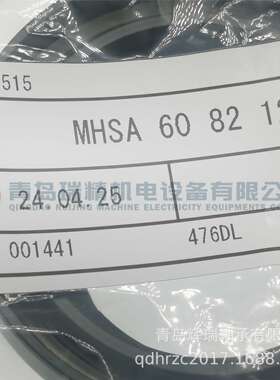 515
MHSA 60 82 1
青岛瑞精机电设备有限公司
QINGDAO RUIJING MACHINE ELECTRICITY EQUIPMENTS CO
24.04.25
001441
476DL
qdhrzc2017.1688.